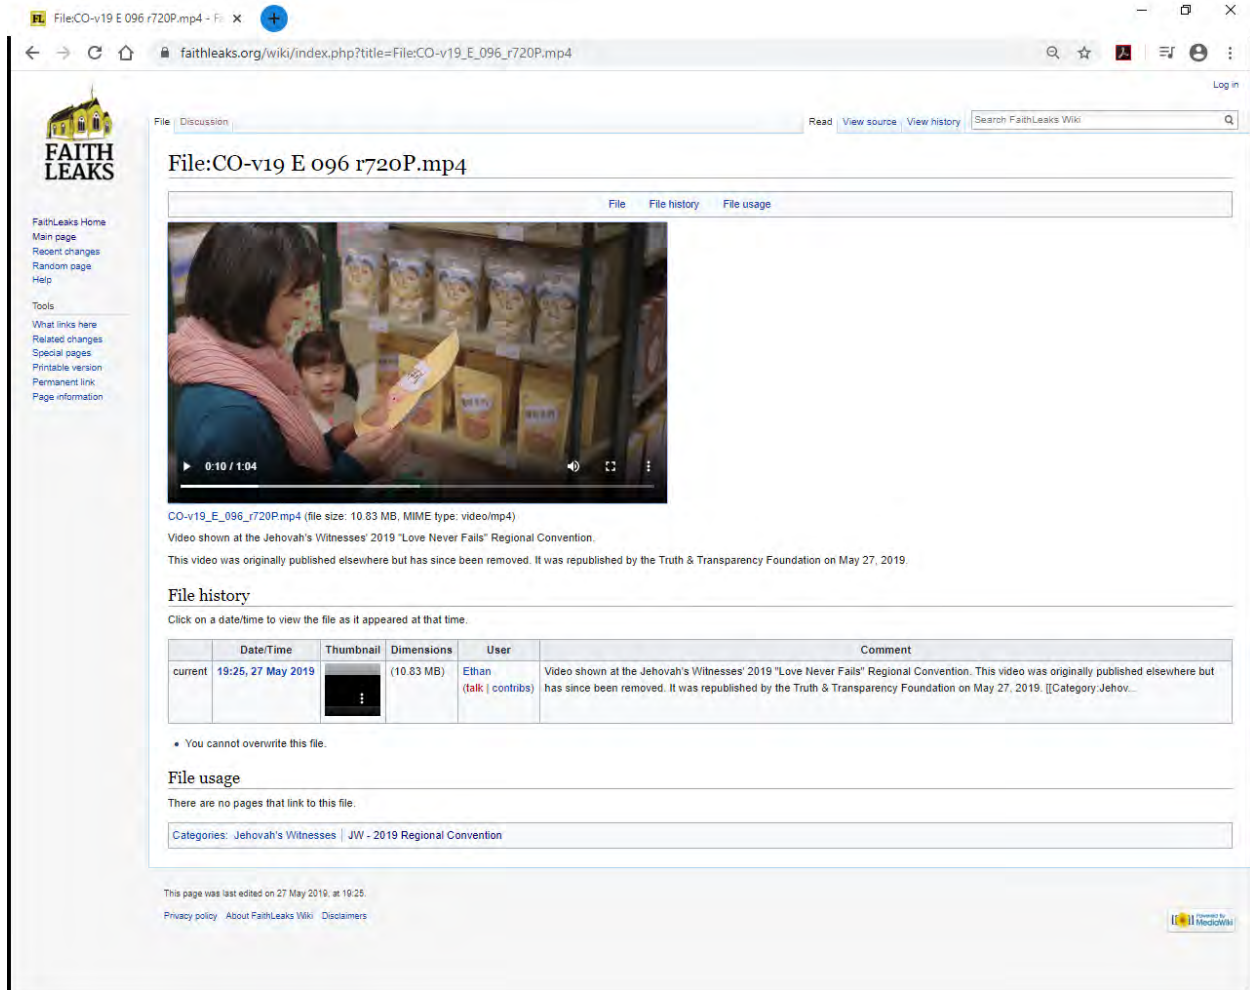 FL File:CO-v19 E 096 r720P.mp4 - F
faithleaks.org/wiki/index.php?title=File:CO-v19_E_096_r720P.mp4
Log in
File Discussion
Read View source View history Search FaithLeaks Wiki
FAITH
LEAKS
File:CO-v19 E 096 r720P.mp4
File File history File usage
FaithLeaks Home
Main page
Recent changes
Random page
Help
Tools
What links here
Related changes
Special pages
Printable version
Permanent link
Page information
0:10 / 1:04
CO-v19_E_096_r720P.mp4 (file size: 10.83 MB, MIME type: video/mp4)
Video shown at the Jehovah's Witnesses' 2019 "Love Never Fails" Regional Convention.
This video was originally published elsewhere but has since been removed. It was republished by the Truth & Transparency Foundation on May 27, 2019.
File history
Click on a date/time to view the file as it appeared at that time.
Date/Time Thumbnail Dimensions User Comment
current 19:25, 27 May 2019 (10.83 MB) Ethan Video shown at the Jehovah's Witnesses' 2019 "Love Never Fails" Regional Convention. This video was originally published elsewhere but
(talk | contribs) has since been removed. It was republished by the Truth & Transparency Foundation on May 27, 2019. [[Category:Jehov...
• You cannot overwrite this file.
File usage
There are no pages that link to this file.
Categories: Jehovah's Witnesses | JW - 2019 Regional Convention
This page was last edited on 27 May 2019, at 19:25.
Privacy policy About FaithLeaks Wiki Disclaimers
Powered By
MediaWiki